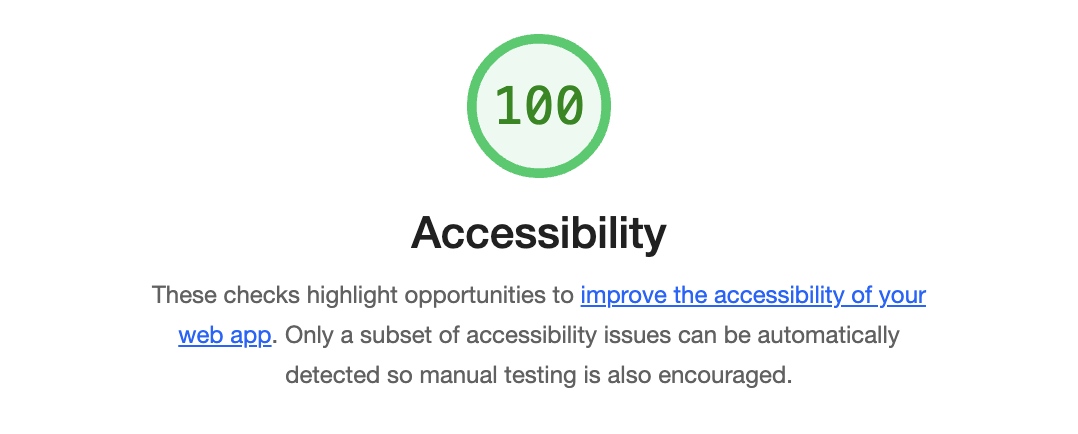 100
Accessibility
These checks highlight opportunities to improve the accessibility of your
web app. Only a subset of accessibility issues can be automatically
detected so manual testing is also encouraged.